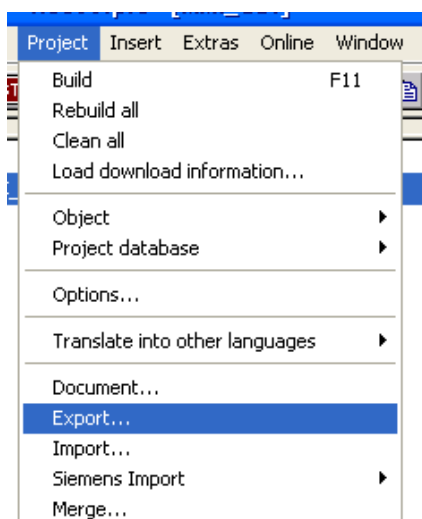 Project Insert Extras Online Window
Build F11
Rebuild all
Clean all
Load download information...
Object
Project database
Options...
Translate into other languages
Document...
Export...
Import...
Siemens Import
Merge...